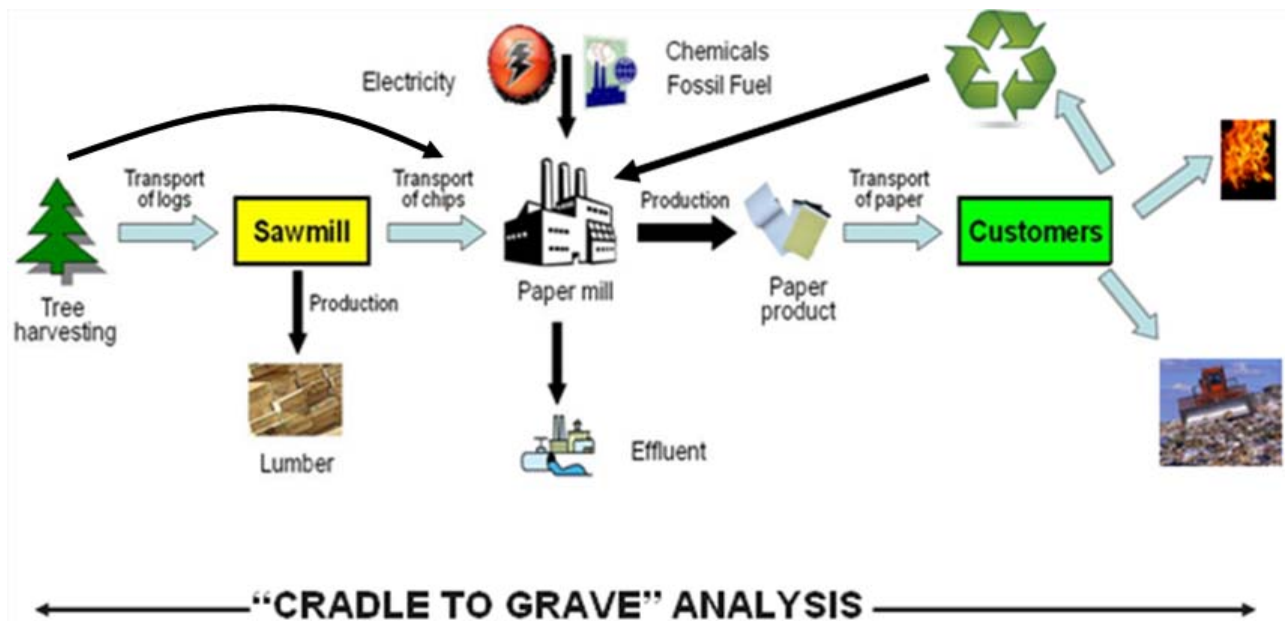 Electricity
Chemicals
Fossil Fuel
Transport
of logs
Transport
of chips
Production
Transport
of paper
Sawmill
Customers
Tree
harvesting
Production
Paper mill
Paper
product
Lumber
Effluent
“CRADLE TO GRAVE” ANALYSIS